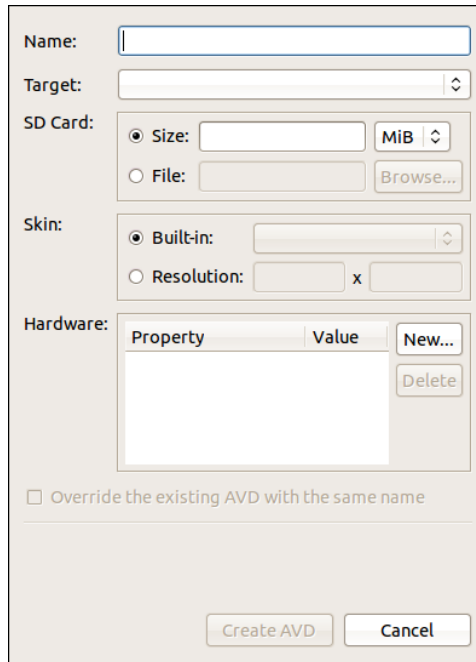 Name:
Target:
SD Card:
Size: MiB
File: Browse...
Skin:
Built-in:
Resolution: x
Hardware:
Property Value New...
Delete
Override the existing AVD with the same name
Create AVD Cancel